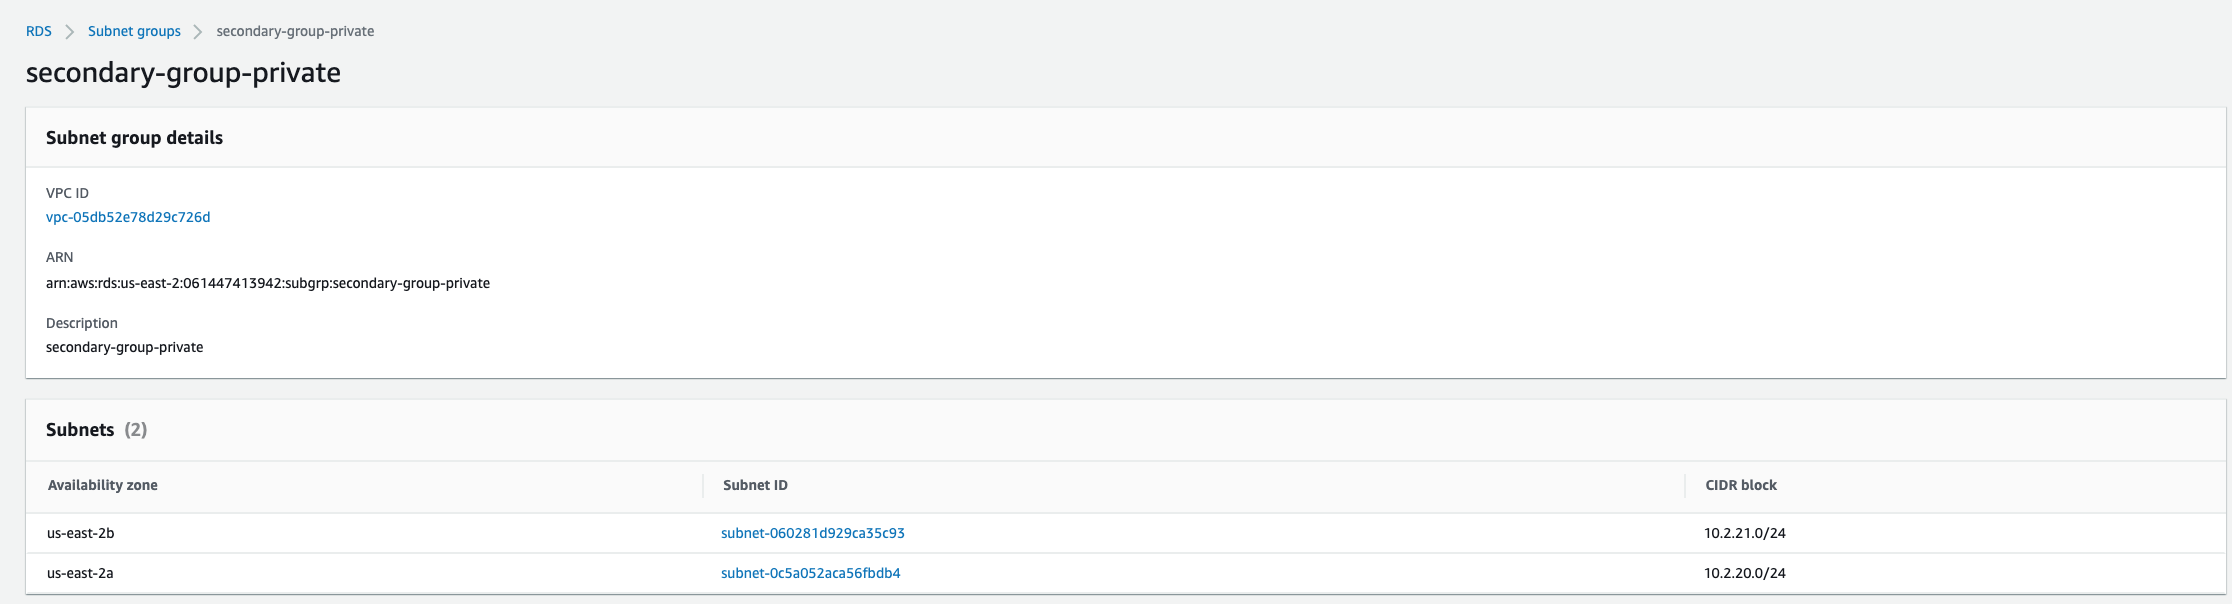 RDS > Subnet groups > secondary-group-private
secondary-group-private
Subnet group details
VPC ID
vpc-05db52e78d29c726d
ARN
arn:aws:rds:us-east-2:061447413942:subgrp:secondary-group-private
Description
secondary-group-private
Subnets (2)
Availability zone Subnet ID CIDR block
us-east-2b subnet-060281d929ca35c93 10.2.21.0/24
us-east-2a subnet-0c5a052aca56fbdb4 10.2.20.0/24